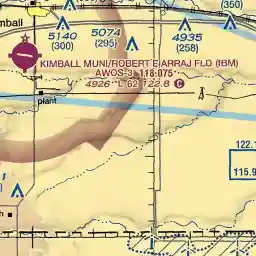 mball
(350)
5140
(300)
5074
(295)
4935
(258)
KIMBALL MUNI/ROBERT E ARRAJ FLD (IBM)
AWOS-3 118.075
4926 *L 62 122.8 C
plant
122.1
115.9